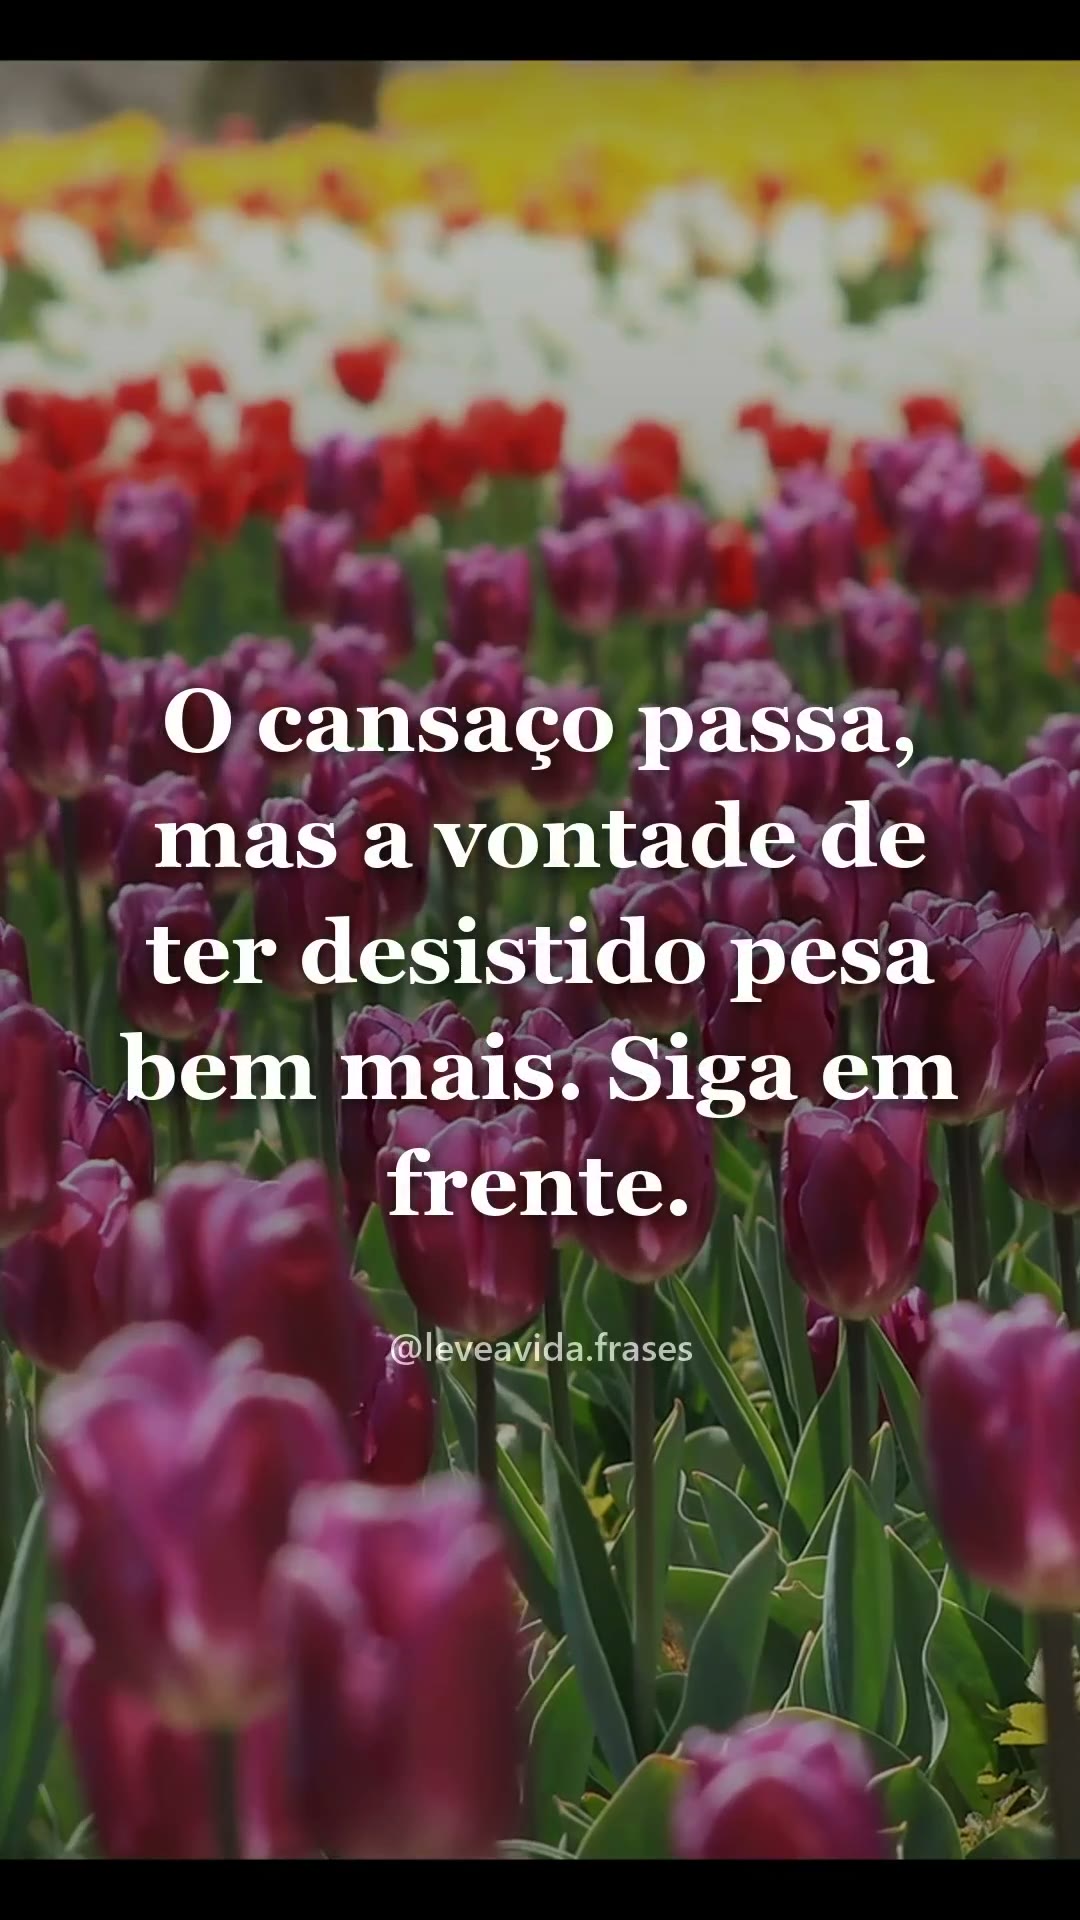 O cansaço passa,
mas a vontade de
ter desistido pesa
bem mais. Siga em
frente.
@leveavida.frases